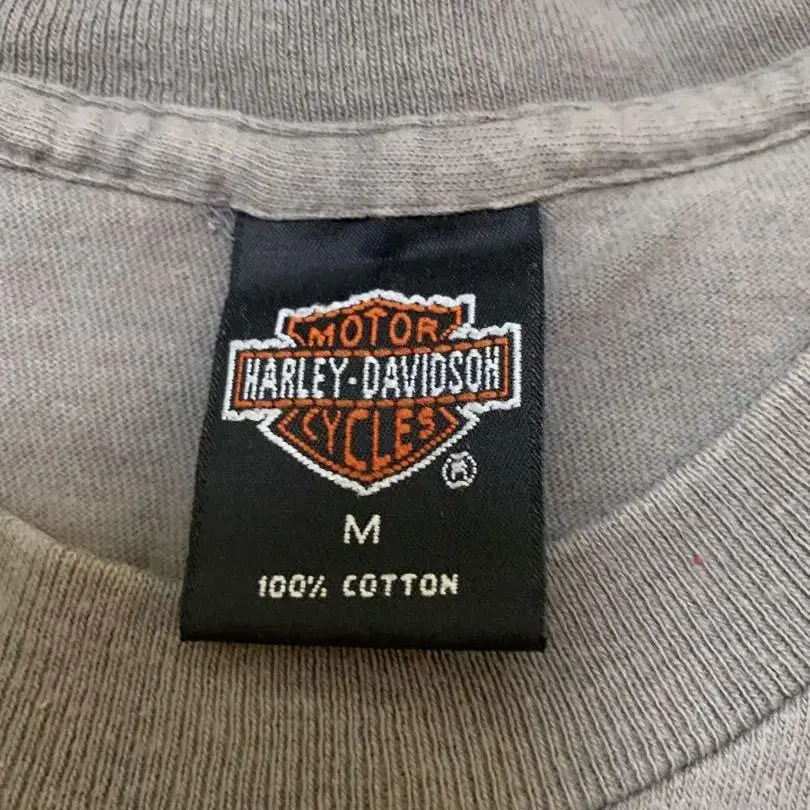 MOTOR
HARLEY-DAVIDSON
CYCLES
®
M
100% COTTON